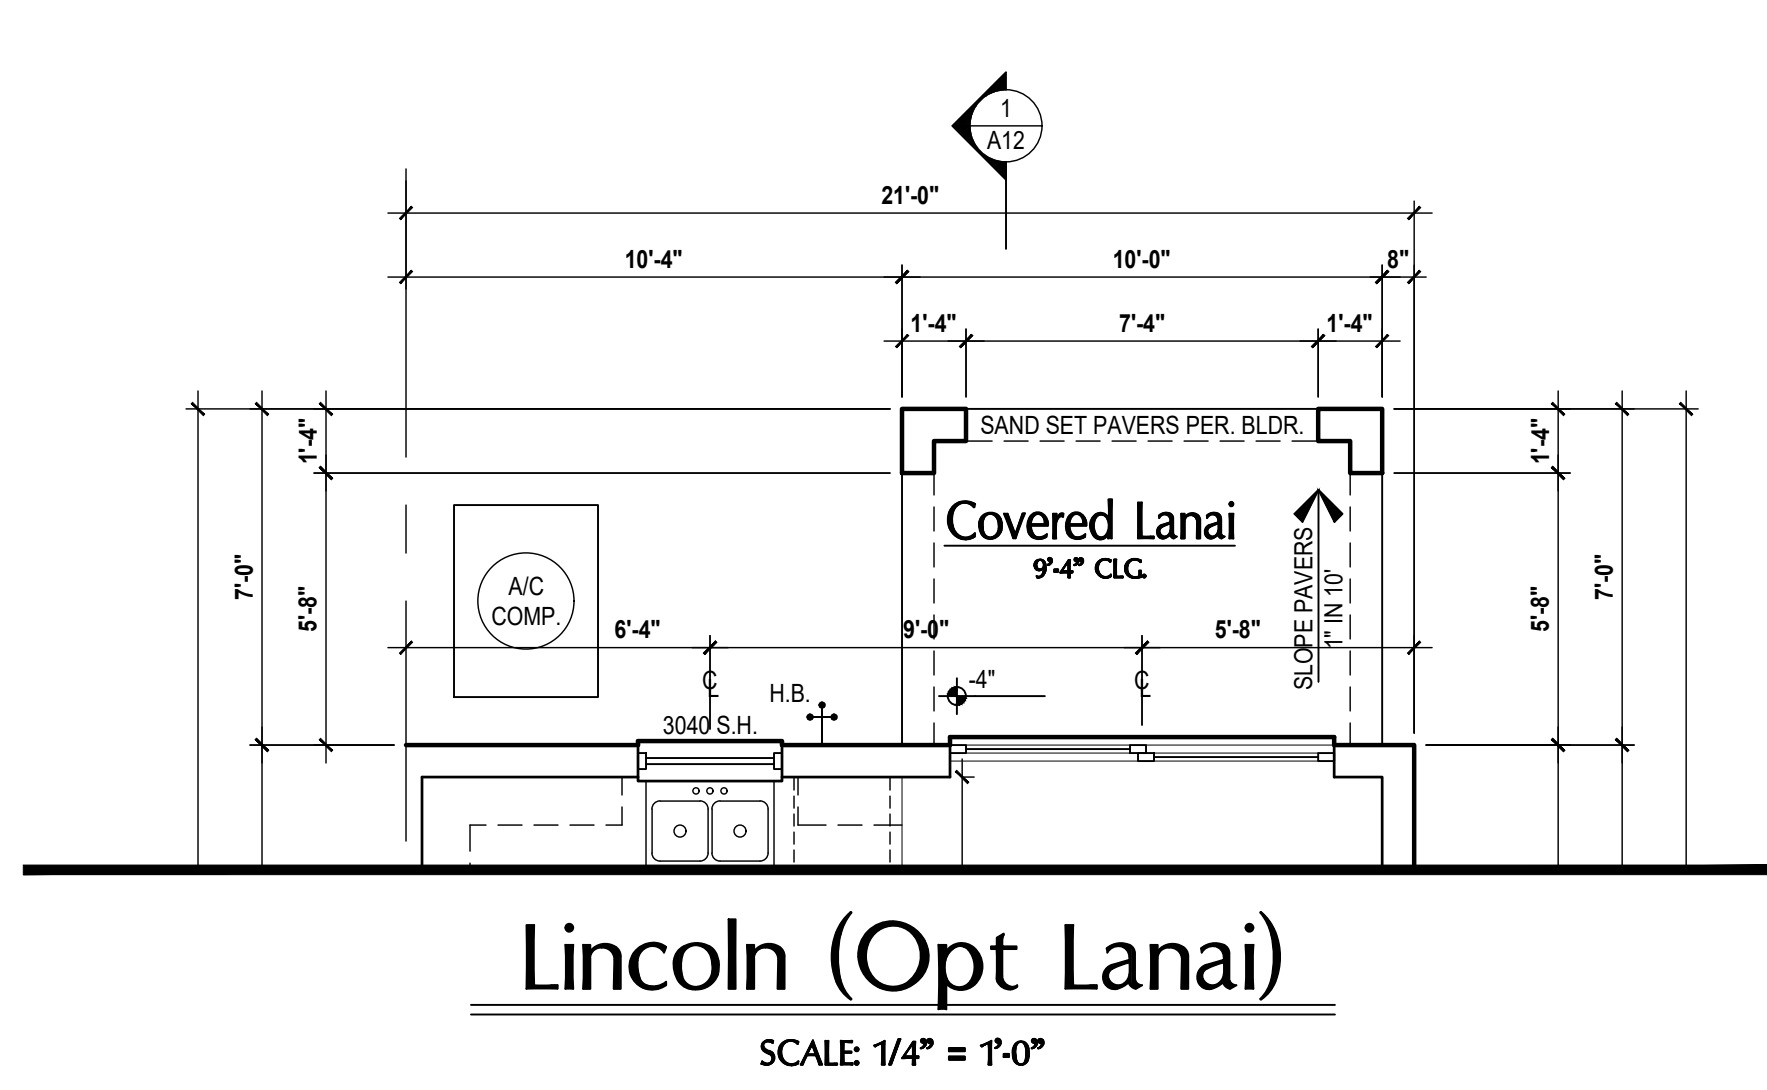 1
A12
21'-0"
10'-4"
10'-0"
8"
1'-4"
7'-4"
1'-4"
SAND SET PAVERS PER. BLDR.
1'-4"
1'-4"
Covered Lanai
9'-4" CLG.
A/C
COMP.
7'-0"
5'-8"
SLOPE PAVERS
1" IN 10'
5'-8"
7'-0"
6'-4"
9'-0"
5'-8"
CL
CL
-4"
H.B.
3040 S.H.
Lincoln (Opt Lanai)
SCALE: 1/4" = 1'-0"